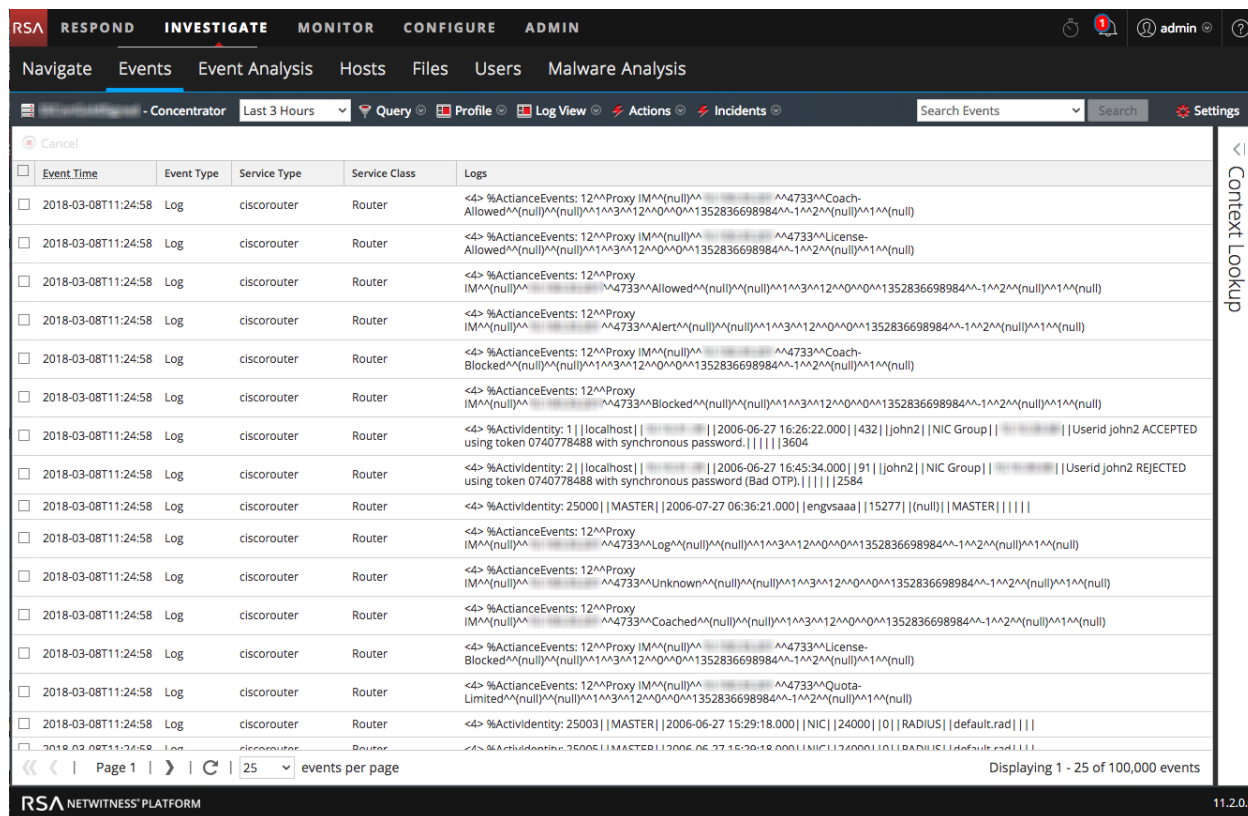 RSA RESPOND INVESTIGATE MONITOR CONFIGURE ADMIN 1 admin ?
Navigate Events Event Analysis Hosts Files Users Malware Analysis
- Concentrator Last 3 Hours Query Profile Log View Actions Incidents Search Events Search Settings
Cancel
Context Lookup
Event Time Event Type Service Type Service Class Logs
2018-03-08T11:24:58 Log ciscorouter Router <4> %ActianceEvents: 12^^Proxy IM^^(null)^^ ^^4733^^Coach-
Allowed^^(null)^^(null)^^1^^3^^12^^0^^0^^1352836698984^^-1^^2^^(null)^^1^^(null)
2018-03-08T11:24:58 Log ciscorouter Router <4> %ActianceEvents: 12^^Proxy IM^^(null)^^ ^^4733^^License-
Allowed^^(null)^^(null)^^1^^3^^12^^0^^0^^1352836698984^^-1^^2^^(null)^^1^^(null)
2018-03-08T11:24:58 Log ciscorouter Router <4> %ActianceEvents: 12^^Proxy
IM^^(null)^^ ^^4733^^Allowed^^(null)^^(null)^^1^^3^^12^^0^^0^^1352836698984^^-1^^2^^(null)^^1^^(null)
2018-03-08T11:24:58 Log ciscorouter Router <4> %ActianceEvents: 12^^Proxy
IM^^(null)^^ ^^4733^^Alert^^(null)^^(null)^^1^^3^^12^^0^^0^^1352836698984^^-1^^2^^(null)^^1^^(null)
2018-03-08T11:24:58 Log ciscorouter Router <4> %ActianceEvents: 12^^Proxy IM^^(null)^^ ^^4733^^Coach-
Blocked^^(null)^^(null)^^1^^3^^12^^0^^0^^1352836698984^^-1^^2^^(null)^^1^^(null)
2018-03-08T11:24:58 Log ciscorouter Router <4> %ActianceEvents: 12^^Proxy
IM^^(null)^^ ^^4733^^Blocked^^(null)^^(null)^^1^^3^^12^^0^^0^^1352836698984^^-1^^2^^(null)^^1^^(null)
2018-03-08T11:24:58 Log ciscorouter Router <4> %ActivIdentity: 1||localhost|| ||2006-06-27 16:26:22.000||432||john2||NIC Group|| ||Userid john2 ACCEPTED
using token 0740778488 with synchronous password.||||||3604
2018-03-08T11:24:58 Log ciscorouter Router <4> %ActivIdentity: 2||localhost|| ||2006-06-27 16:45:34.000||91||john2||NIC Group|| ||Userid john2 REJECTED
using token 0740778488 with synchronous password (Bad OTP).||||||2584
2018-03-08T11:24:58 Log ciscorouter Router <4> %ActivIdentity: 25000||MASTER||2006-07-27 06:36:21.000||engvsaaa||15277||(null)||MASTER||||||
2018-03-08T11:24:58 Log ciscorouter Router <4> %ActianceEvents: 12^^Proxy
IM^^(null)^^ ^^4733^^Log^^(null)^^(null)^^1^^3^^12^^0^^0^^1352836698984^^-1^^2^^(null)^^1^^(null)
2018-03-08T11:24:58 Log ciscorouter Router <4> %ActianceEvents: 12^^Proxy
IM^^(null)^^ ^^4733^^Unknown^^(null)^^(null)^^1^^3^^12^^0^^0^^1352836698984^^-1^^2^^(null)^^1^^(null)
2018-03-08T11:24:58 Log ciscorouter Router <4> %ActianceEvents: 12^^Proxy
IM^^(null)^^ ^^4733^^Coached^^(null)^^(null)^^1^^3^^12^^0^^0^^1352836698984^^-1^^2^^(null)^^1^^(null)
2018-03-08T11:24:58 Log ciscorouter Router <4> %ActianceEvents: 12^^Proxy IM^^(null)^^ ^^4733^^License-
Blocked^^(null)^^(null)^^1^^3^^12^^0^^0^^1352836698984^^-1^^2^^(null)^^1^^(null)
2018-03-08T11:24:58 Log ciscorouter Router <4> %ActianceEvents: 12^^Proxy IM^^(null)^^ ^^4733^^Quota-
Limited^^(null)^^(null)^^1^^3^^12^^0^^0^^1352836698984^^-1^^2^^(null)^^1^^(null)
2018-03-08T11:24:58 Log ciscorouter Router <4> %ActivIdentity: 25003||MASTER||2006-06-27 15:29:18.000||NIC||24000||0||RADIUS||default.rad||||
2018-03-08T11:24:58 Log ciscorouter Router <4> %ActivIdentity: 25005||MASTER||2006-06-27 15:29:18.000||NIC||24000||0||RADIUS||default.rad||||
Page 1 25 events per page Displaying 1 - 25 of 100,000 events
RSA NETWITNESS® PLATFORM 11.2.0.